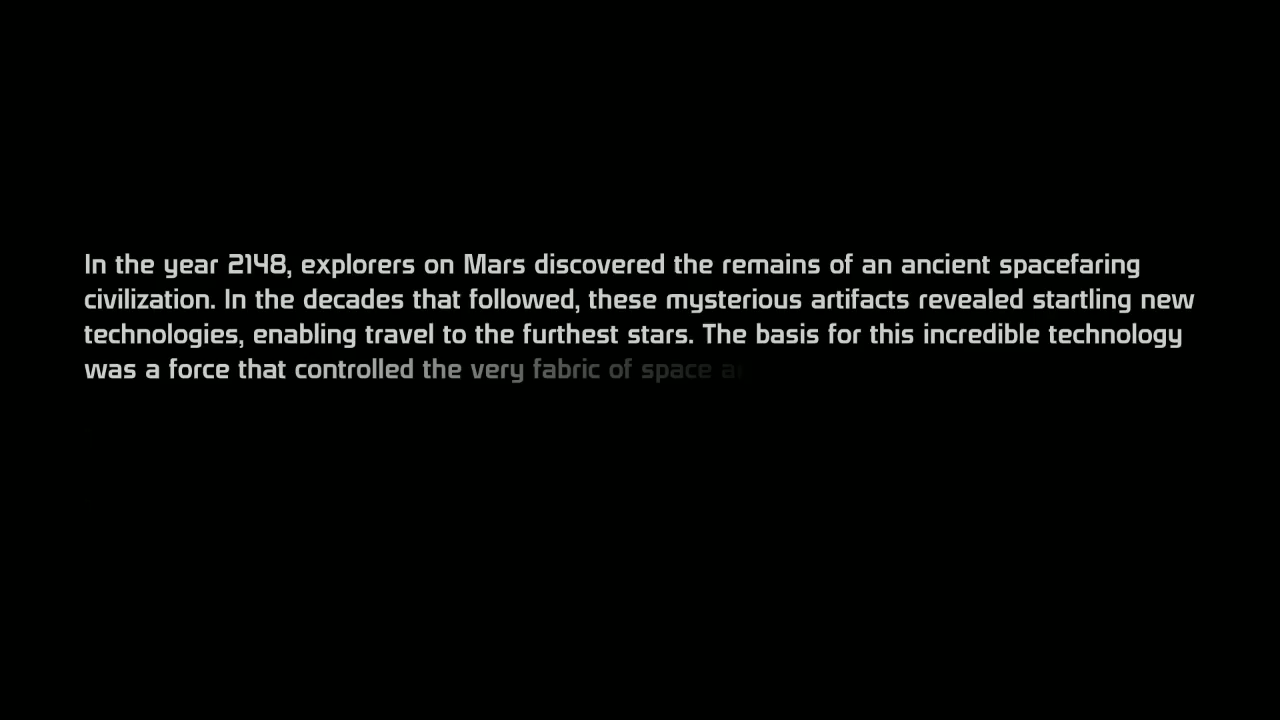 In the year 2148, explorers on Mars discovered the remains of an ancient spacefaring
civilization. In the decades that followed, these mysterious artifacts revealed startling new
technologies, enabling travel to the furthest stars. The basis for this incredible technology
was a force that controlled the very fabric of space